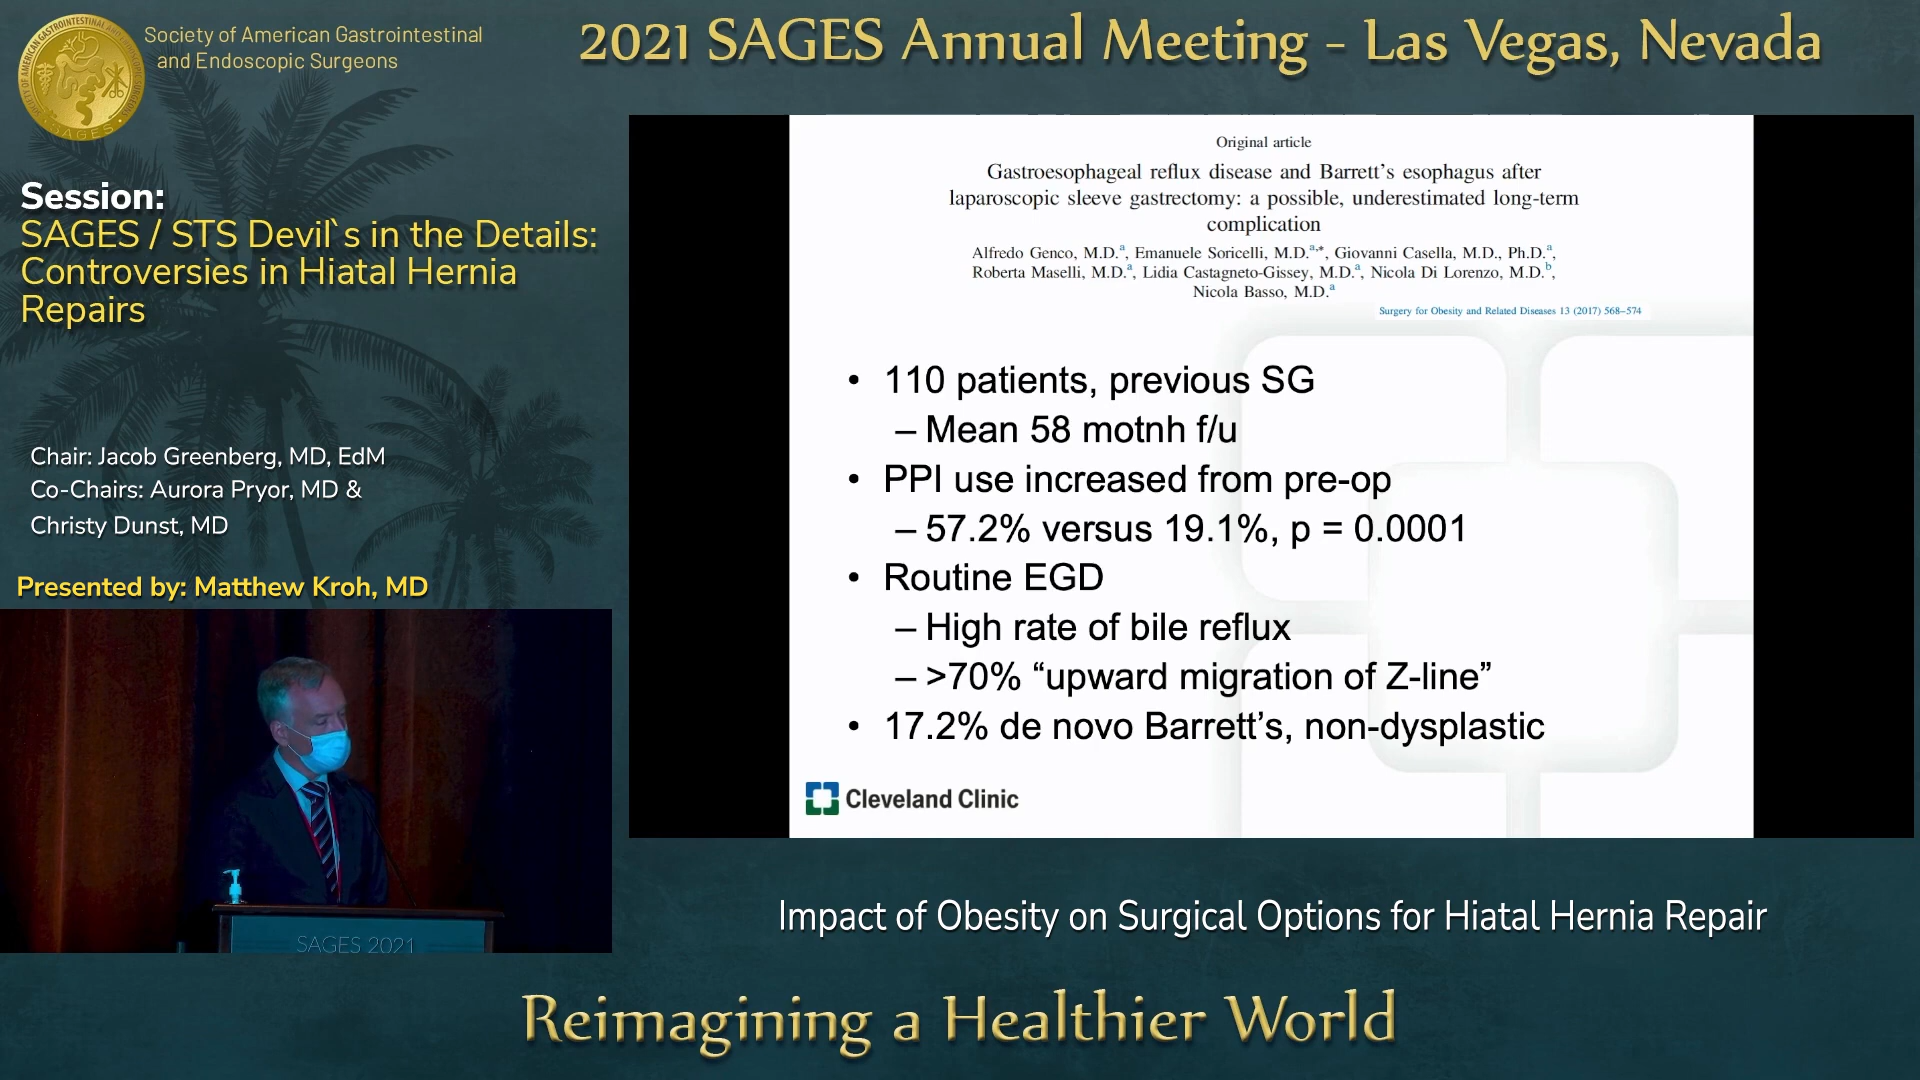 Society of American Gastrointestinal
and Endoscopic Surgeons
2021 SAGES Annual Meeting - Las Vegas, Nevada
Session:
SAGES / STS Devil`s in the Details:
Controversies in Hiatal Hernia
Repairs
Chair: Jacob Greenberg, MD, EdM
Co-Chairs: Aurora Pryor, MD &
Christy Dunst, MD
Presented by: Matthew Kroh, MD
SAGES 2021
Original article
Gastroesophageal reflux disease and Barrett’s esophagus after
laparoscopic sleeve gastrectomy: a possible, underestimated long-term
complication
Alfredo Genco, M.D.a, Emanuele Soricelli, M.D.a,*, Giovanni Casella, M.D., Ph.D.a,
Roberta Maselli, M.D.a, Lidia Castagneto-Gissey, M.D.a, Nicola Di Lorenzo, M.D.b,
Nicola Basso, M.D.a
Surgery for Obesity and Related Diseases 13 (2017) 568–574
• 110 patients, previous SG
– Mean 58 motnh f/u
• PPI use increased from pre-op
– 57.2% versus 19.1%, p = 0.0001
• Routine EGD
– High rate of bile reflux
– >70% “upward migration of Z-line”
• 17.2% de novo Barrett’s, non-dysplastic
Cleveland Clinic
Impact of Obesity on Surgical Options for Hiatal Hernia Repair
Reimagining a Healthier World